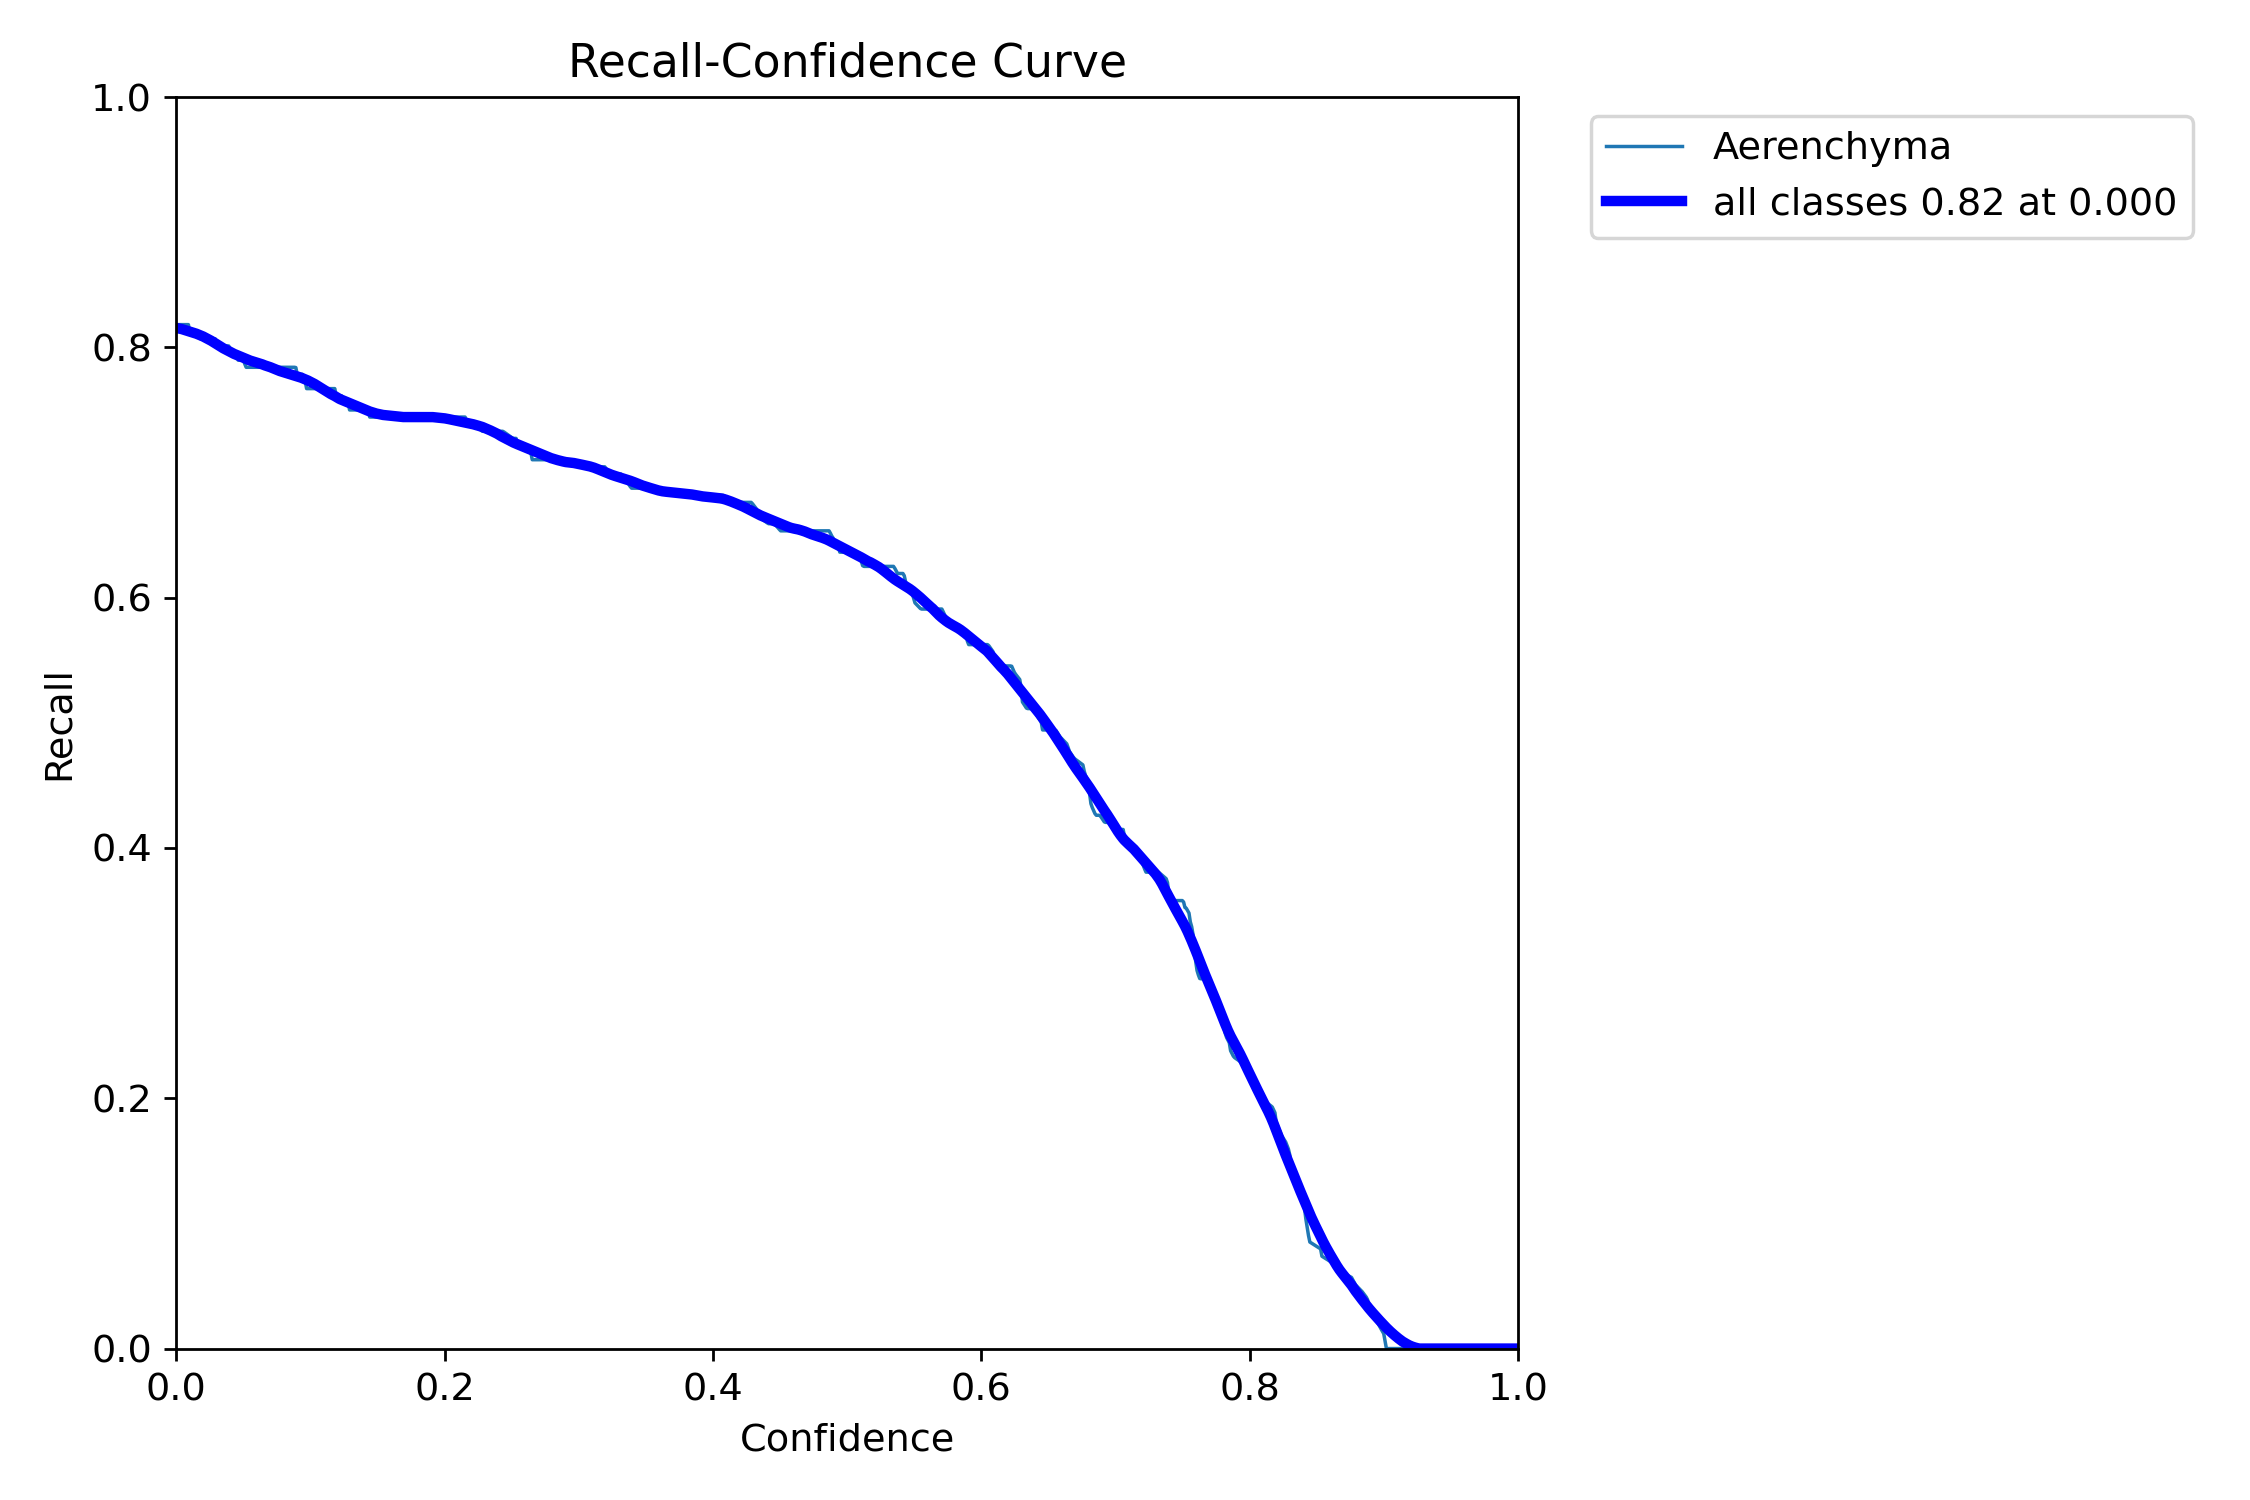 Recall-Confidence Curve
1.0
0.8
0.6
0.4
0.2
0.0
Recall
0.0 0.2 0.4 0.6 0.8 1.0
Confidence
Aerenchyma
all classes 0.82 at 0.000